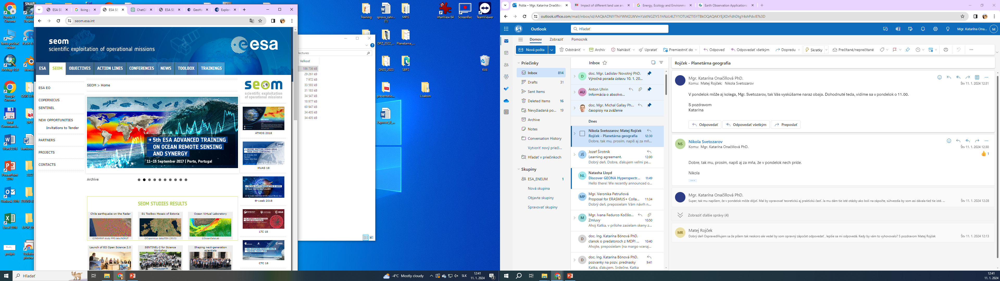 Osoba 1 - Chrome
SNAP Desktop
Tento počítač - odkaz
ArcMap 10.8
Google Chrome
QGIS 3.16
Total Command...
DPZ
Word 2016
bankove-
PowerPoint 2016
2022
Outlook 2016
Excel 2016
podpis
Vzdialen plocha
ESA SE
living p
ESA SE
ChatGP
ESA SE
GeoHa
Explor
seom.esa.int
seom
scientific exploitation of operational missions
esa
ESA SEOM OBJECTIVES ACTION LINES CONFERENCES NEWS TOOLBOX TRAININGS
ESA EO
COPERNICUS
SENTINEL
NEW OPPORTUNITIES
Invitations to Tender
PARTNERS
PROJECTS
CONTACTS
SEOM > Home
5th ESA ADVANCED TRAINING
ON OCEAN REMOTE SENSING
AND SYNERGY
11–15 September 2017 | Porto, Portugal
Archive
SEOM STUDIES RESULTS
Chile earthquake on the Radar
©INSARAP study PPO.labs/NORUT
S1 Toolbox Mosaic of Estonia
©Copernicus data/ESA (2015)
Ocean Virtual Laboratory
©OceanDataLab
Launch of EO Open Science 2.0
SENTINEL-2 for Science Workshop
Shaping next-generation scientists
seom
scientific exploitation
of operational missions
ATMOS 2018
MUAS 18
Φ-week 2018
LTC 18
CTC 18
lectures
Veľkosť
186 736 kB
29 261 kB
7 972 kB
33 593 kB
31 183 kB
34 547 kB
18 977 kB
60 947 kB
34 405 kB
34 405 kB
Training
sprava_zahr... (1)
MPG
DPZ_2022_...
Planetarna_...
GNSS_2023
SBP2
presentatio...
Lisabon
Zapocet_B_...
IrfanView 64
ScreenRec
TeamViewer
Kôš
Hľadať
-4°C Mostly cloudy
SLK
12:41
11. 1. 2024
Pošta – Mgr. Katarína Onačillov
Impact of different land use an
Energy, Ecology and Environme
Earth Observation Applications
outlook.office.com/mail/inbox/id/AAQkADNlYThiYWM2LWVmYzktNGZlYS1hNzU4LTY1OTU4ZTI5YTBkOQAQAKYEjXDrFdhDtgY4shPdvJE%3D
Outlook
Hľadať
Mgr. Katarína Ona...
M
Domov Zobraziť Pomocník
Nová pošta
Odstrániť
Archív
Nahlásiť
Upratať
Premiestniť do
Odpoveď
Odpovedať všetkým
Dopredu
Skratky
Prečítané/neprečítané
Priečinky
Inbox 814
Drafts 31
Sent Items
Deleted Items 16
Nevyžiadaná po... 19
Archive
Notes
Conversation History
Vytvoriť nový prieči...
Hľadať v priečinkoch
Skupiny
ESA_ENEUM 1
Nová skupina
Objavte skupiny
Spravovať skupiny
Inbox
D
doc. Mgr. Ladislav Novotný PhD.
Výročná porada ústavu 10. 1. 20...
AU
Anton Uhrin
Informácia o absolvo...
doc. Mgr. Michal Gallay Ph...
časopisiy na zváženie
Dnes
Nikola Svetozarov: Matej Rojček
Rojček - Planetárna geografia 12:30
Dobre, tak mu, prosím, napíš aj za mň...
JŠ
Jozef Širotník
Learning agreement. 12:00
Dobrý deň, Dobre, ďakujem veľmi pe...
NL
Natasha Lloyd
Discover GEONA Hyperspectr... 11:49
Hello there! We recently announced o...
MP
Mgr. Veronika Petruňová
Proposal for ERASMUS+ Colla... 11:34
Dobrý deň, preposielam Vám návrh n...
M
Mgr. Ivana Fedurco Kočišo...
Zmluvy 10:50
Ahoj Katka, v prílohe zasielam skeny z...
D
doc. Ing. Katarína Bónová PhD.
clanok o predatoroch z MDPI ... 10:40
Ahojte, preposielam (na margo vceraj...
D
doc. Ing. Katarína Bónová PhD.
pozvanky na pozv. prednasky 9:41
Katka, ďakujem. Srdečne, Katka
Rojček - Planetárna geografia
Mgr. Katarína Onačillová PhD.
Komu: Matej Rojček; Nikola Svetozarov
Štv 11. 1. 2024 12:31
V pondelok môže aj kolega, Mgr. Svetozarov, tak Vás vyskúšame naraz obaja. Dohodnuté teda, vidíme sa v pondelok o 11.00.
S pozdravom
Katarína
Odpovedať
Odpovedať všetkým
Preposlať
NS
Nikola Svetozarov
Komu: Mgr. Katarína Onačillová PhD.
Štv 11. 1. 2024 12:30
1
Dobre, tak mu, prosím, napíš aj za mňa, že v pondelok nech príde.
Nikola
Mgr. Katarína Onačillová PhD.
Super, tak mu napíšem, že v pondelok môže dôjsť. Mal by opravovať teoretickú aj praktickú časť. Ja mu dám tie isté otázky ako boli na zápočte, súhvezdia by som asi dávala tiež tie isté. ...
Štv 11. 1. 2024 12:28
Zobraziť ďalšie správy (4)
MR
Matej Rojček
Dobrý deň Ospravedlňujem sa že píšem tak neskoro ale vedel by som opravný zápočet odpovedať , lepšie sa mi odpovedá. Kedy by vám to vyhovovalo? S pozdravom Matej Rojček
Štv 11. 1. 2024 12:13
12:41
11. 1. 2024